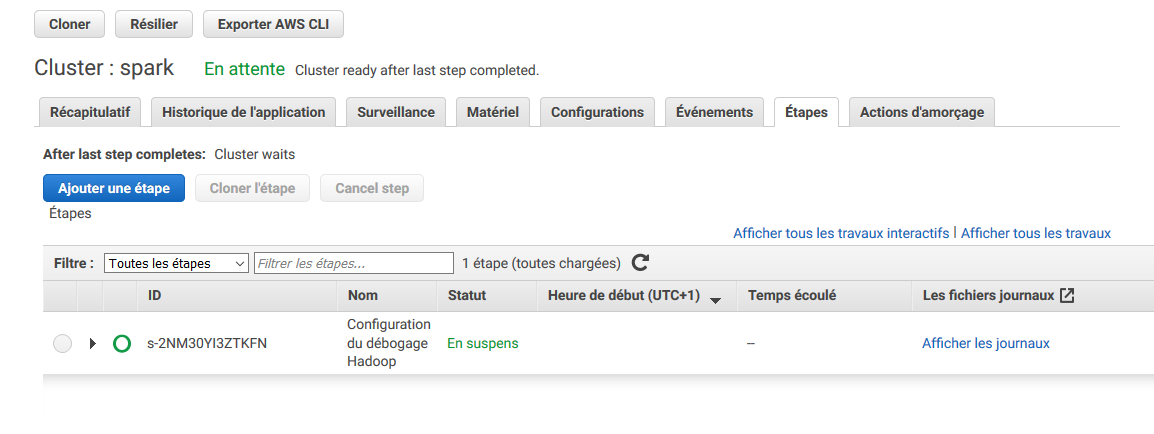 Cloner Résilier Exporter AWS CLI
Cluster : spark En attente Cluster ready after last step completed.
Récapitulatif Historique de l'application Surveillance Matériel Configurations Événements Étapes Actions d'amorçage
After last step completes: Cluster waits
Ajouter une étape Cloner l'étape Cancel step
Étapes
Afficher tous les travaux interactifs | Afficher tous les travaux
Filtre : Toutes les étapes Filtrer les étapes... 1 étape (toutes chargées)
ID Nom Statut Heure de début (UTC+1) Temps écoulé Les fichiers journaux
s-2NM30YI3ZTKFN Configuration du débogage Hadoop En suspens -- Afficher les journaux